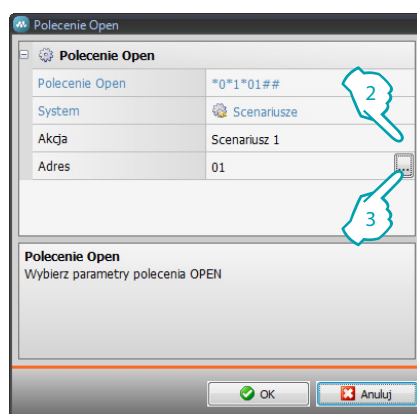 Polecenie Open
Polecenie Open
Polecenie Open *0*1*01##
System Scenariusze
Akcja Scenariusz 1
Adres 01 ...
2
3
Polecenie Open
Wybierz parametry polecenia OPEN
OK Anuluj